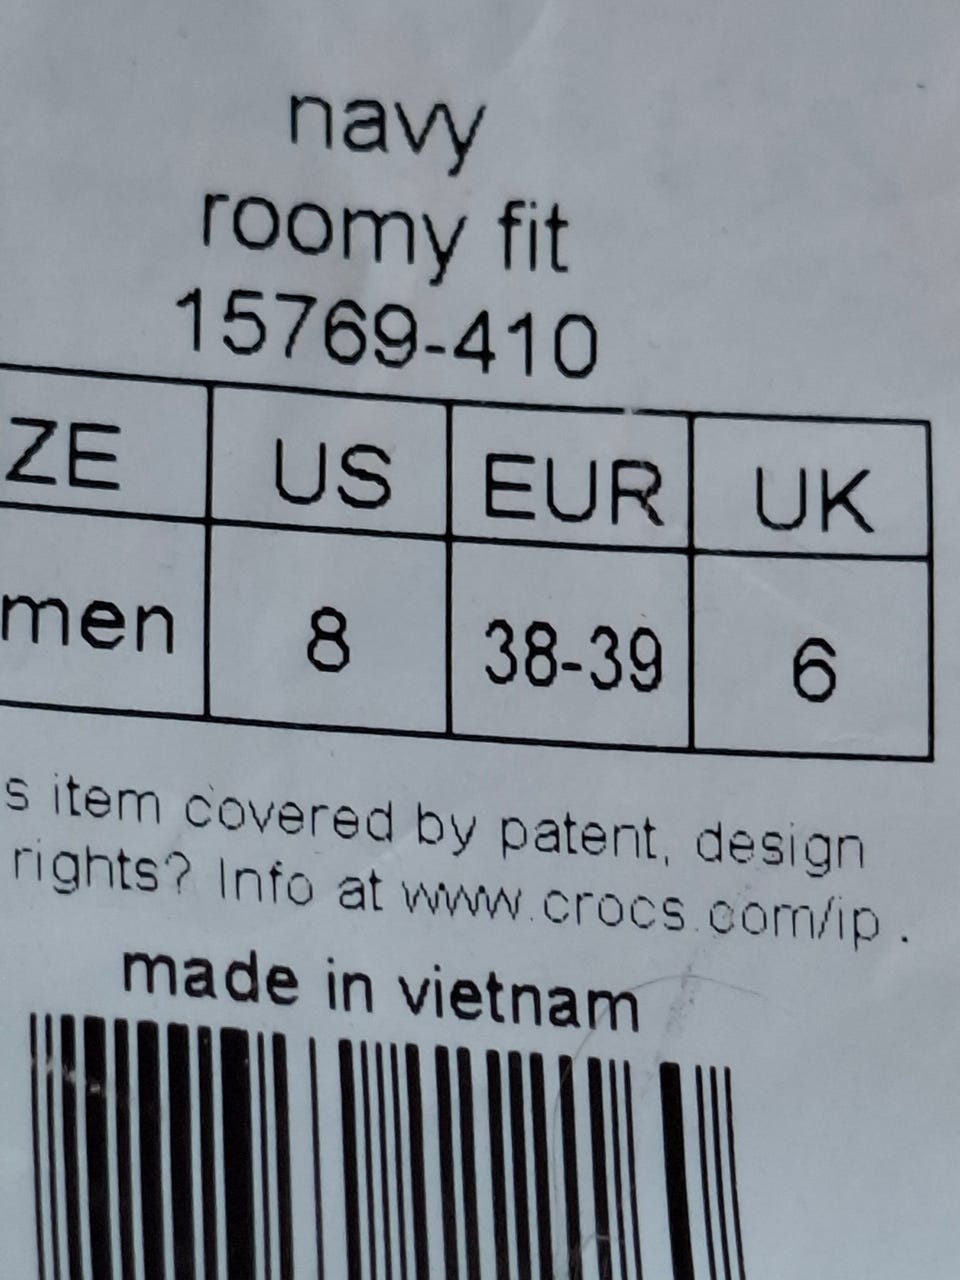 navy
roomy fit
15769-410
ZE US EUR UK
men 8 38-39 6
s item covered by patent, design
rights? Info at www.crocs.com/ip .
made in vietnam